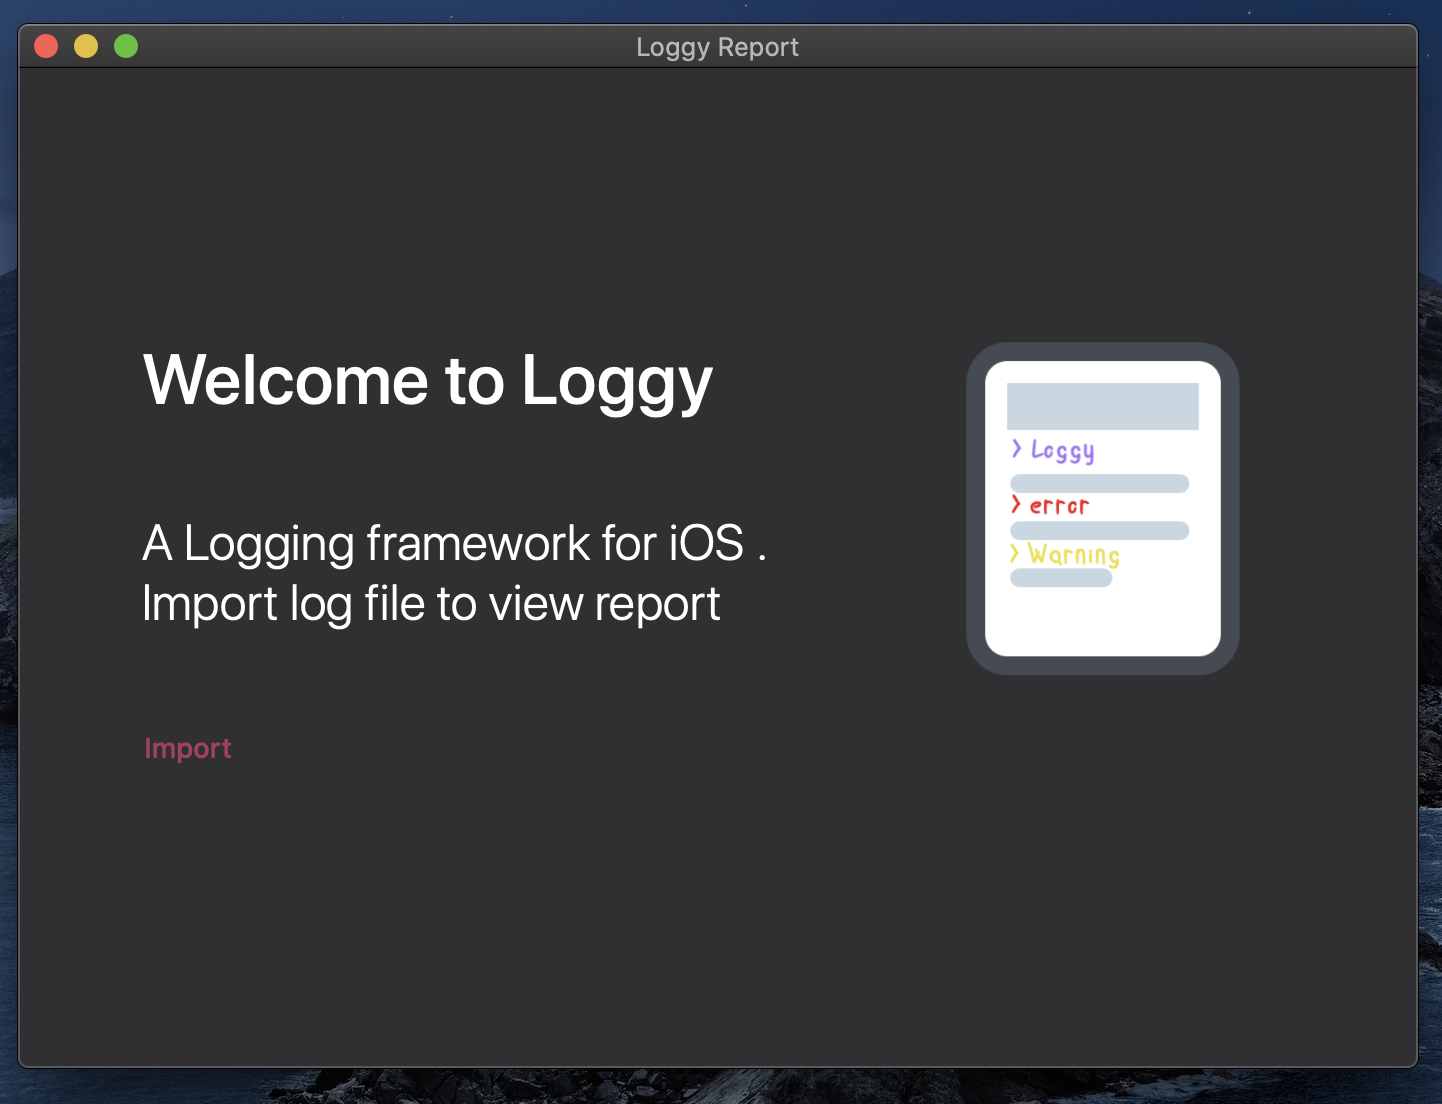 Loggy Report
Welcome to Loggy
A Logging framework for iOS .
Import log file to view report
Import
> Loggy
> error
> Warning